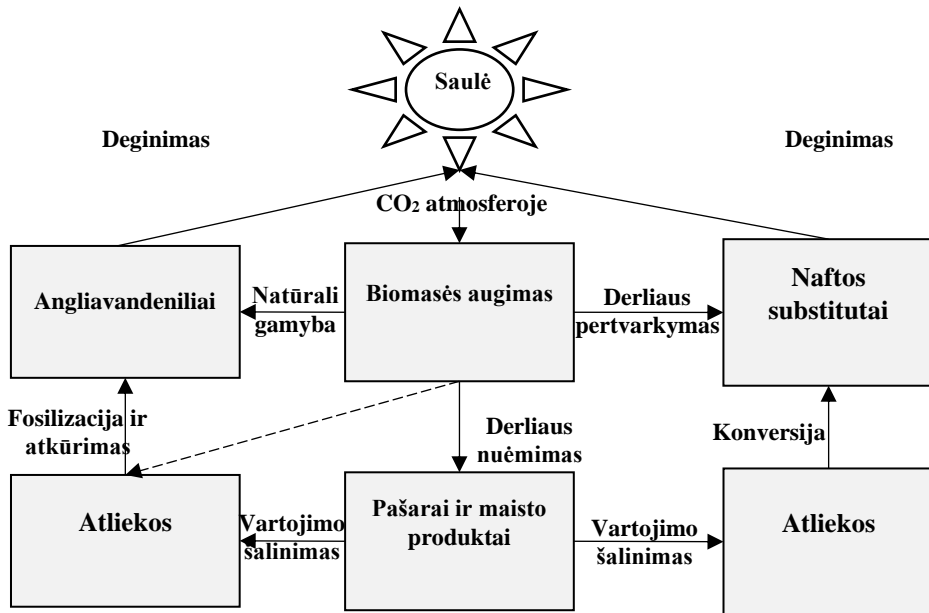 Saulė
Deginimas
Deginimas
CO₂ atmosferoje
Angliavandeniliai
Natūrali
gamyba
Biomasės augimas
Derliaus
pertvarkymas
Naftos
substitutai
Fosilizacija ir
atkūrimas
Derliaus
nuėmimas
Konversija
Atliekos
Vartojimo
šalinimas
Pašarai ir maisto
produktai
Vartojimo
šalinimas
Atliekos